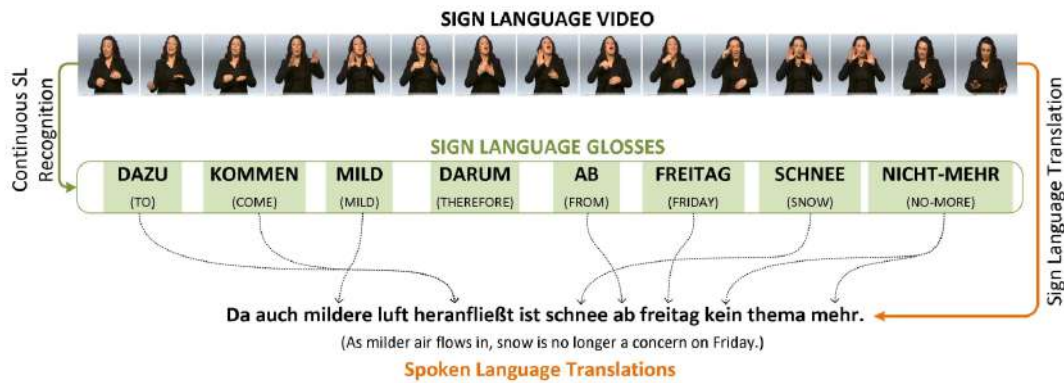 SIGN LANGUAGE VIDEO
Continuous SL
Recognition
SIGN LANGUAGE GLOSSES
DAZU KOMMEN MILD DARUM AB FREITAG SCHNEE NICHT-MEHR
(TO) (COME) (MILD) (THEREFORE) (FROM) (FRIDAY) (SNOW) (NO-MORE)
Sign Language Translation
Da auch mildere luft heranfließt ist schnee ab freitag kein thema mehr.
(As milder air flows in, snow is no longer a concern on Friday.)
Spoken Language Translations